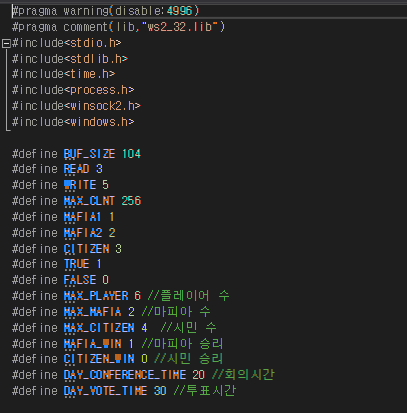 #pragma warning(disable:4996)
#pragma comment(lib,"ws2_32.lib")
#include<stdio.h>
#include<stdlib.h>
#include<time.h>
#include<process.h>
#include<winsock2.h>
#include<windows.h>
#define BUF_SIZE 104
#define READ 3
#define WRITE 5
#define MAX_CLNT 256
#define MAFIA1 1
#define MAFIA2 2
#define CITIZEN 3
#define TRUE 1
#define FALSE 0
#define MAX_PLAYER 6 //플레이어 수
#define MAX_MAFIA 2 //마피아 수
#define MAX_CITIZEN 4  //시민 수
#define MAFIA_WIN 1 //마피아 승리
#define CITIZEN_WIN 0 //시민 승리
#define DAY_CONFERENCE_TIME 20 //회의시간
#define DAY_VOTE_TIME 30 //투표시간